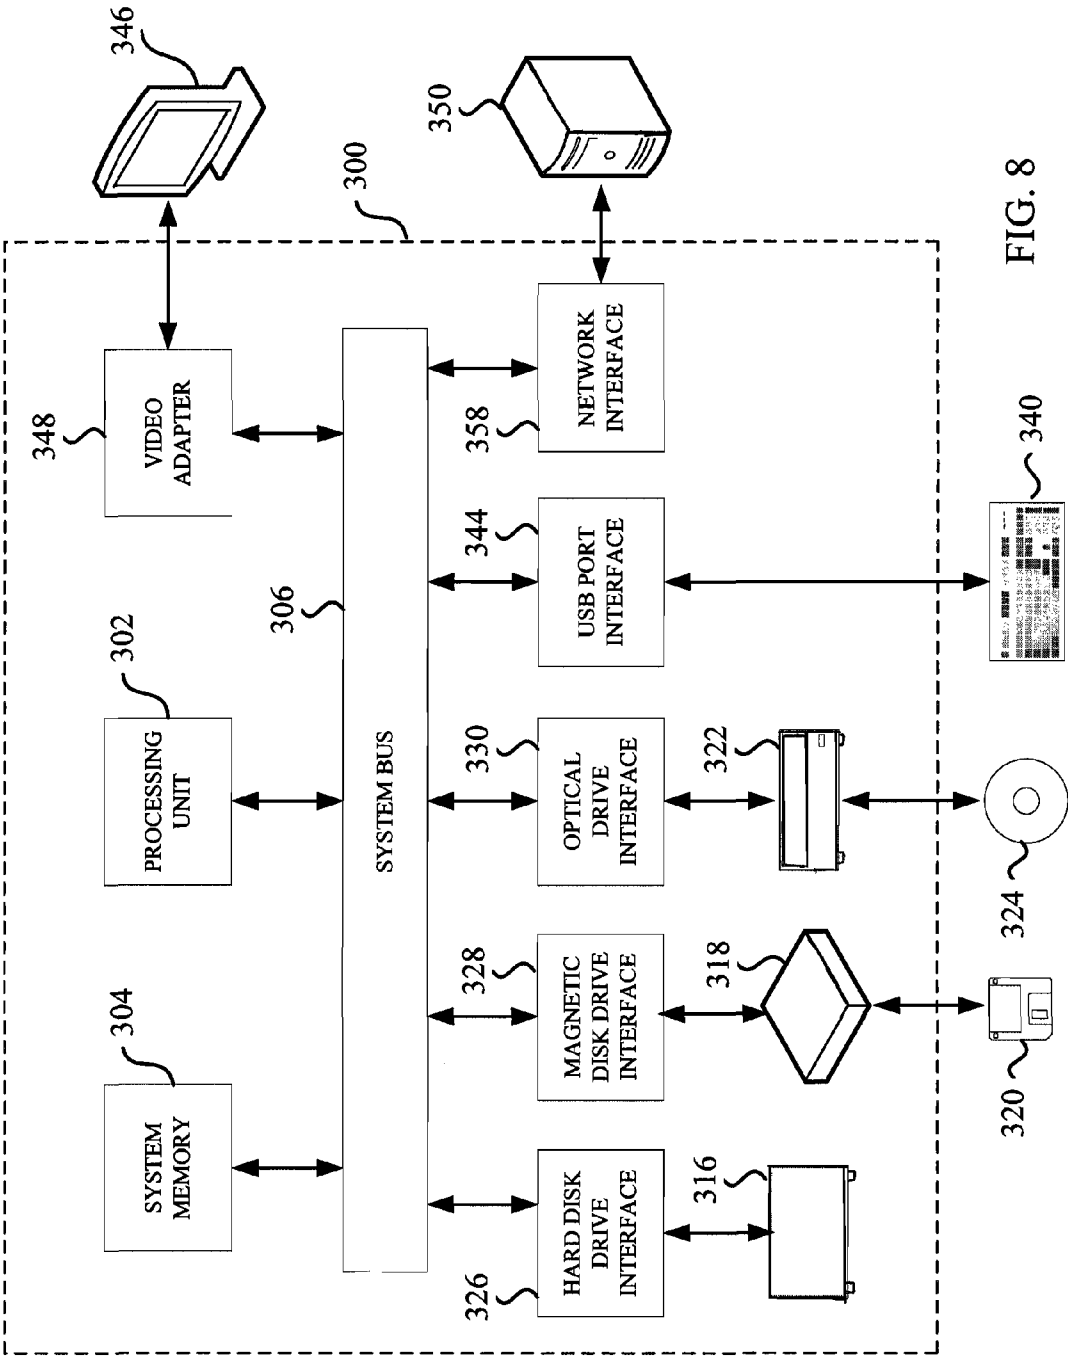 304
SYSTEM
MEMORY
302
PROCESSING
UNIT
348
VIDEO
ADAPTER
346
306
SYSTEM BUS
300
326
HARD DISK
DRIVE
INTERFACE
328
MAGNETIC
DISK DRIVE
INTERFACE
330
OPTICAL
DRIVE
INTERFACE
344
USB PORT
INTERFACE
358
NETWORK
INTERFACE
350
316
318
322
320
324
340
FIG. 8